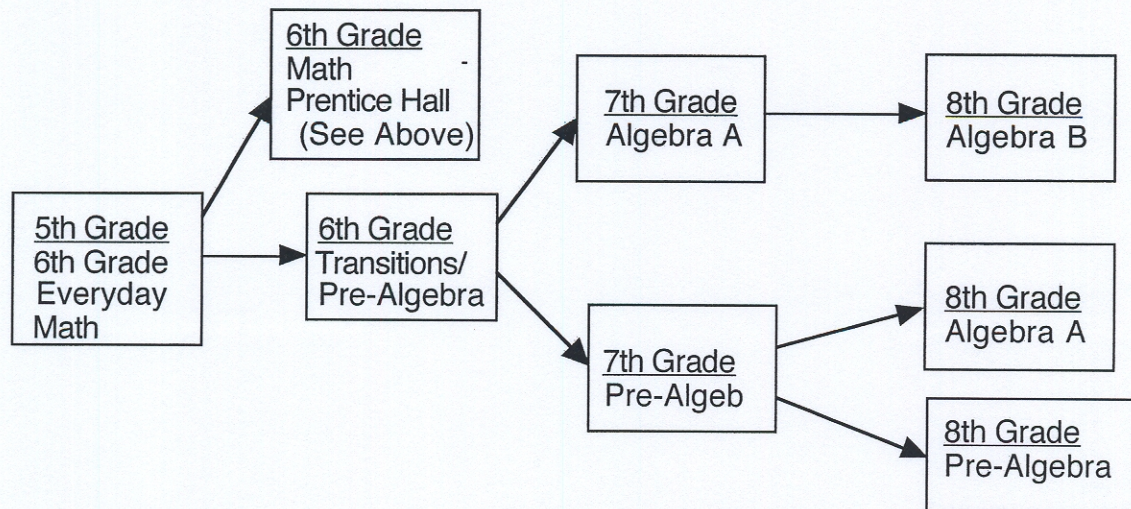 6th Grade
Math
Prentice Hall
(See Above)
5th Grade
6th Grade
Everyday
Math
6th Grade
Transitions/
Pre-Algebra
7th Grade
Algebra A
7th Grade
Pre-Algeb
8th Grade
Algebra B
8th Grade
Algebra A
8th Grade
Pre-Algebra